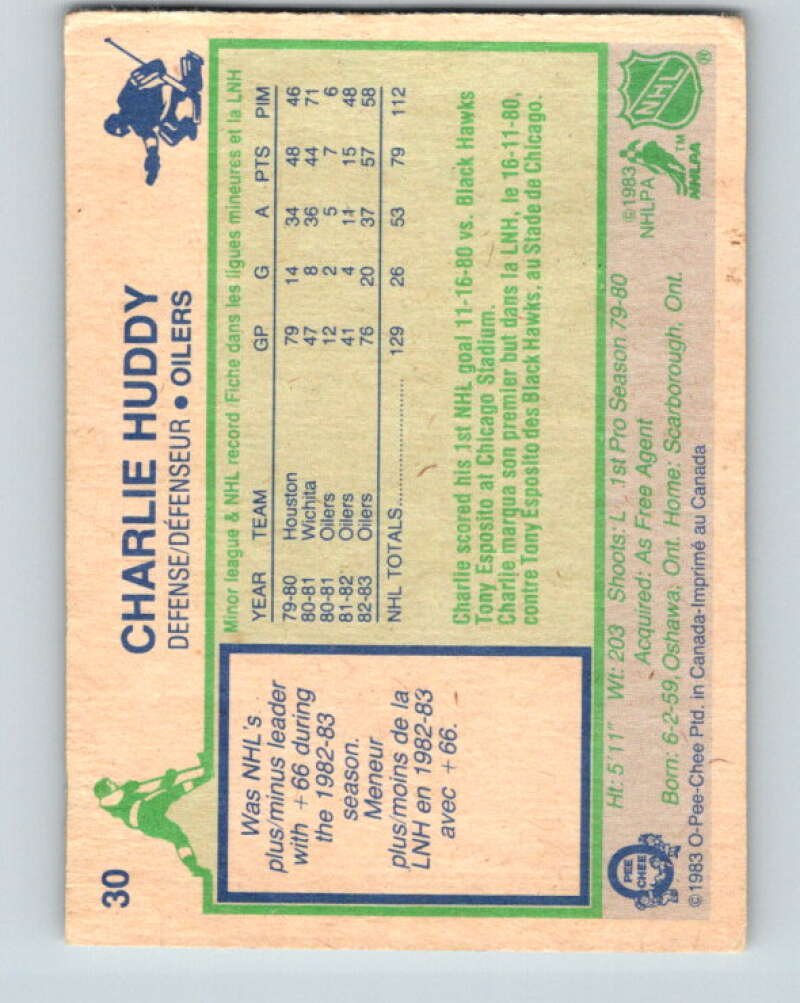 30
CHARLIE HUDDY
DEFENSE/DÉFENSEUR • OILERS
Was NHL's
plus/minus leader
with +66 during
the 1982-83
season.
Meneur
plus/moins de la
LNH en 1982-83
avec +66.
Minor league & NHL record Fiche dans les ligues mineures et la LNH
YEAR TEAM GP G A PTS PIM
79-80 Houston 79 14 34 48 46
80-81 Wichita 47 8 36 44 71
80-81 Oilers 12 2 5 7 6
81-82 Oilers 41 4 11 15 48
82-83 Oilers 76 20 37 57 58
NHL TOTALS 129 26 53 79 112
Charlie scored his 1st NHL goal 11-16-80 vs. Black Hawks
Tony Esposito at Chicago Stadium.
Charlie marqua son premier but dans la LNH, le 16-11-80,
contre Tony Esposito des Black Hawks, au Stade de Chicago.
PEE
CHEE
Ht: 5'11" Wt: 203 Shoots: L 1st Pro Season 79-80
Acquired: As Free Agent
Born: 6-2-59, Oshawa, Ont. Home: Scarborough, Ont.
©1983 O-Pee-Chee Ptd. in Canada-Imprimé au Canada
©1983
NHLPA
NHL
®
TM
NHLPA